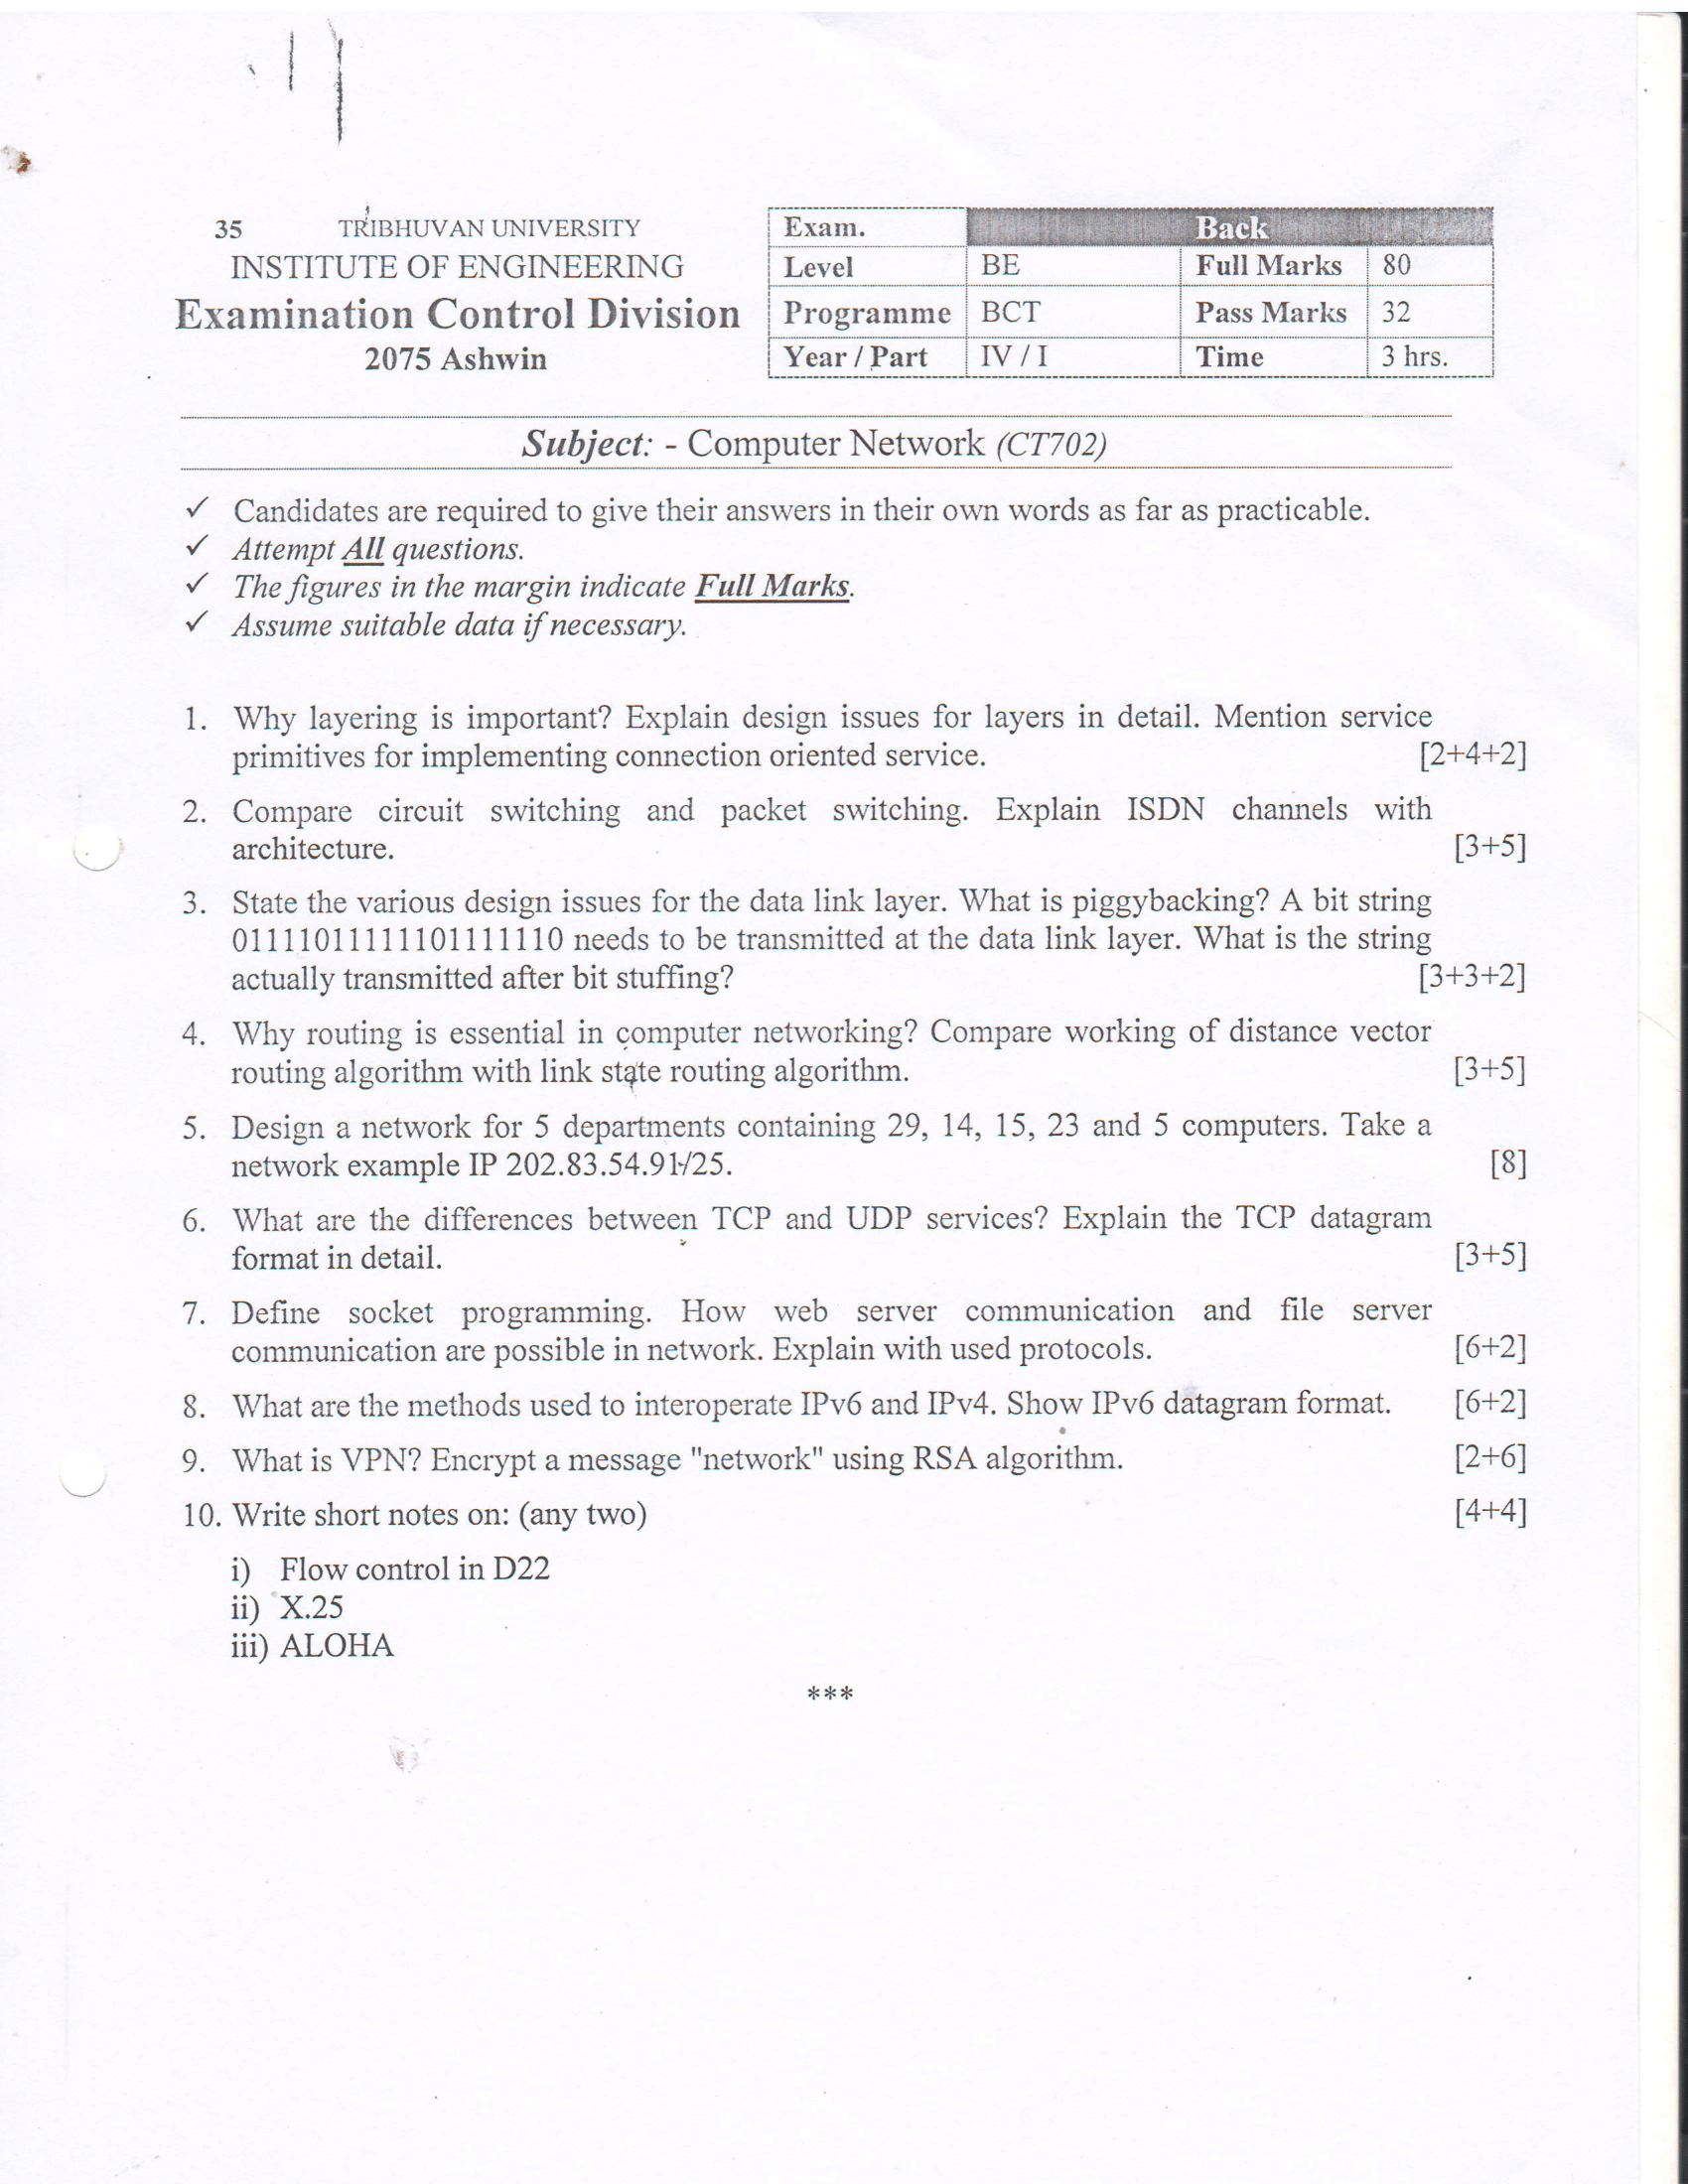 35 TRIBHUVAN UNIVERSITY
INSTITUTE OF ENGINEERING
Examination Control Division
2075 Ashwin
Exam. Back
Level BE Full Marks 80
Programme BCT Pass Marks 32
Year / Part IV / I Time 3 hrs.
Subject: - Computer Network (CT702)
✓ Candidates are required to give their answers in their own words as far as practicable.
✓ Attempt All questions.
✓ The figures in the margin indicate Full Marks.
✓ Assume suitable data if necessary.
1. Why layering is important? Explain design issues for layers in detail. Mention service
primitives for implementing connection oriented service. [2+4+2]
2. Compare circuit switching and packet switching. Explain ISDN channels with
architecture. [3+5]
3. State the various design issues for the data link layer. What is piggybacking? A bit string
01111011111101111110 needs to be transmitted at the data link layer. What is the string
actually transmitted after bit stuffing? [3+3+2]
4. Why routing is essential in computer networking? Compare working of distance vector
routing algorithm with link state routing algorithm. [3+5]
5. Design a network for 5 departments containing 29, 14, 15, 23 and 5 computers. Take a
network example IP 202.83.54.91/25. [8]
6. What are the differences between TCP and UDP services? Explain the TCP datagram
format in detail. [3+5]
7. Define socket programming. How web server communication and file server
communication are possible in network. Explain with used protocols. [6+2]
8. What are the methods used to interoperate IPv6 and IPv4. Show IPv6 datagram format. [6+2]
9. What is VPN? Encrypt a message "network" using RSA algorithm. [2+6]
10. Write short notes on: (any two) [4+4]
i) Flow control in D22
ii) X.25
iii) ALOHA
***